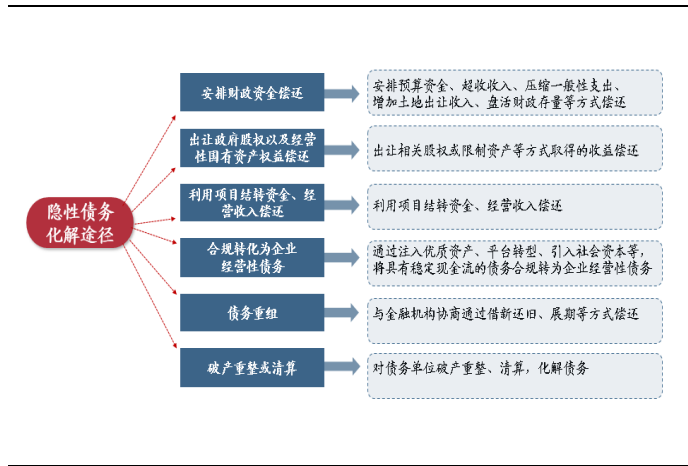 隐性债务
化解途径
安排财政资金偿还
安排预算资金、超收收入、压缩一般性支出、
增加土地出让收入、盘活财政存量等方式偿还
出让政府股权以及经营
性国有资产权益偿还
出让相关股权或限制资产等方式取得的收益偿还
利用项目结转资金、经
营收入偿还
利用项目结转资金、经营收入偿还
合规转化为企业
经营性债务
通过注入优质资产、平台转型、引入社会资本等，
将具有稳定现金流的债务合规转为企业经营性债务
债务重组
与金融机构协商通过借新还旧、展期等方式偿还
破产重整或清算
对债务单位破产重整、清算，化解债务